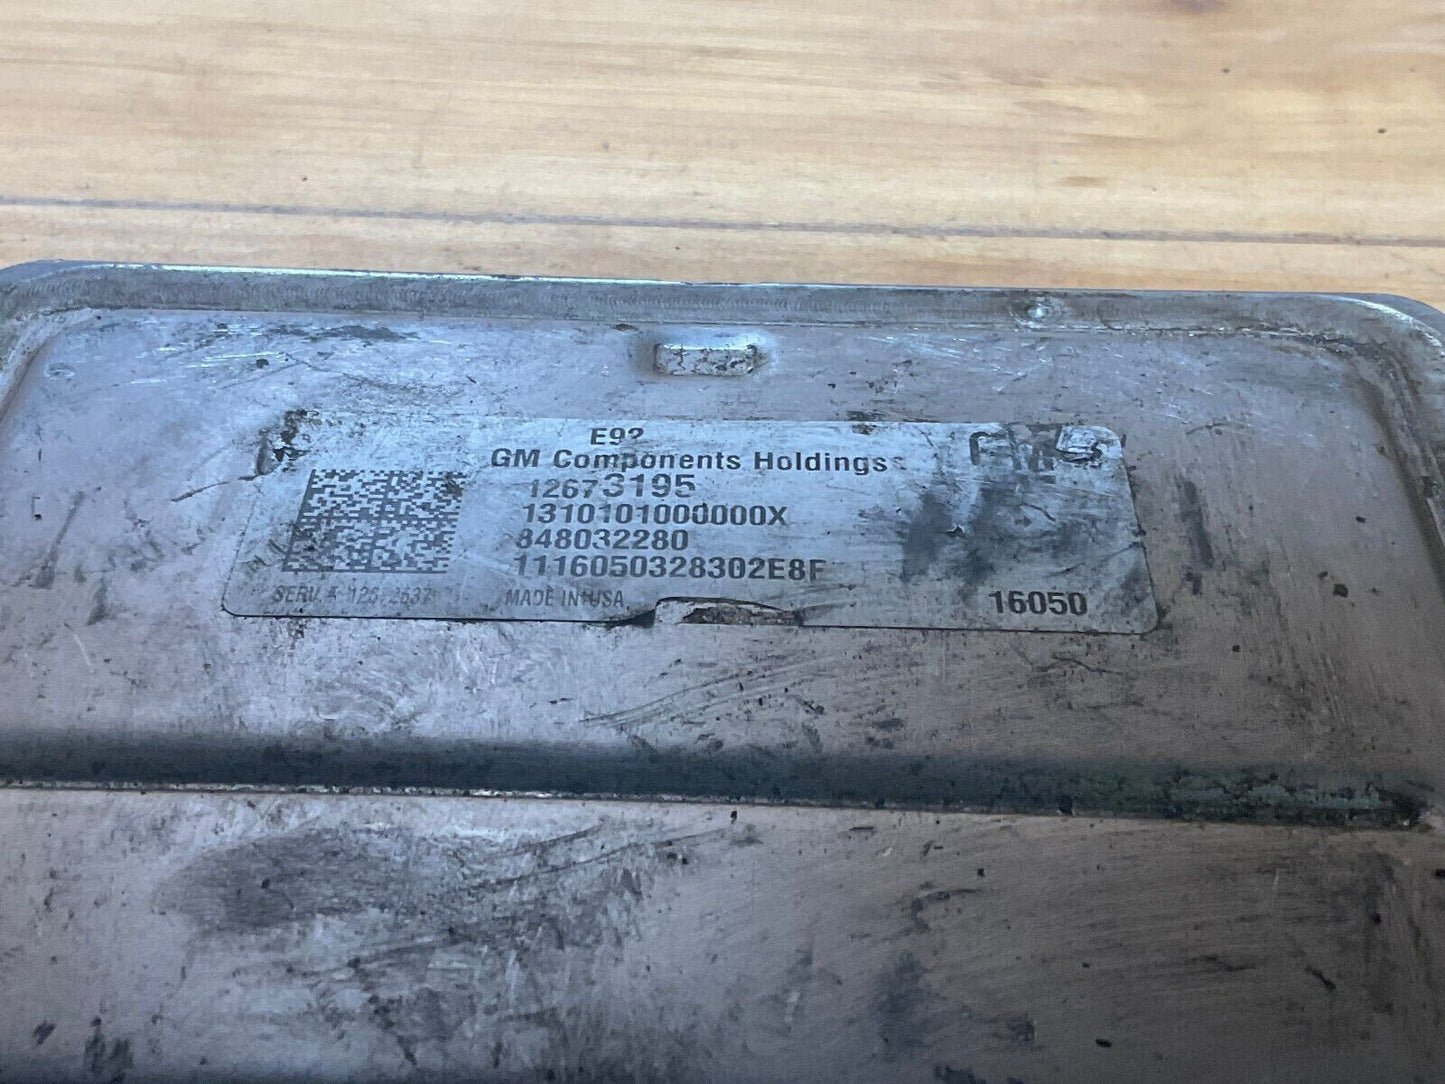 E92
GM Components Holdings
12673195
1310101000000X
848032280
1116050328302E8F
MADE IN USA
16050